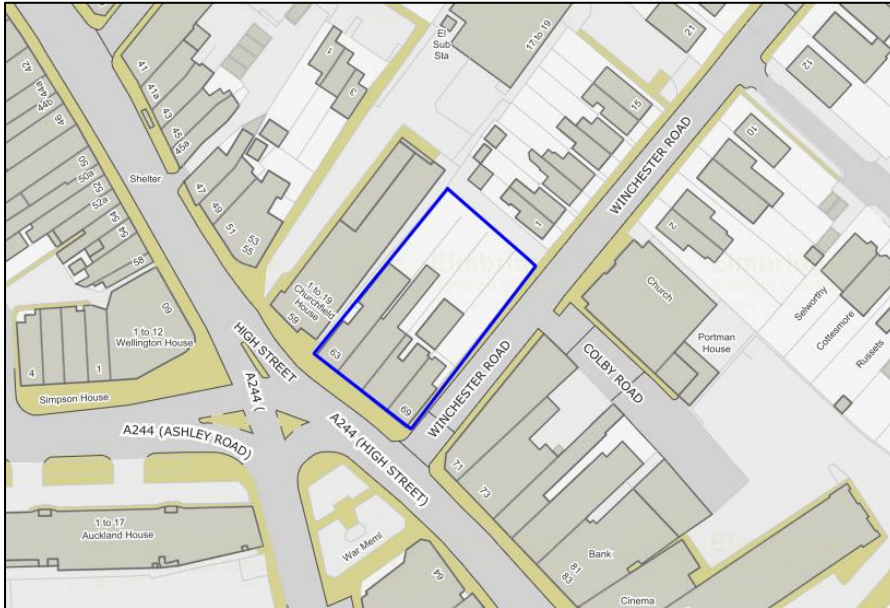 El
Sub
Sta
17 to 19
21
12
41
41a
43
45
45a
1
3
42
44a
44b
46
50
50a
52
52a
54
54
58
60
Shelter
47
49
51
53
55
15
1
10
2
WINCHESTER ROAD
1 to 19
Churchfield
House
59
63
69
1 to 12
Wellington House
4
1
Simpson House
HIGH STREET
A244 (
A244 (ASHLEY ROAD)
A244 (HIGH STREET)
WINCHESTER ROAD
COLBY ROAD
Church
Portman
House
Selworthy
Cottesmore
Russets
71
73
Bank
81
83
Cinema
1 to 17
Auckland House
War Meml
64